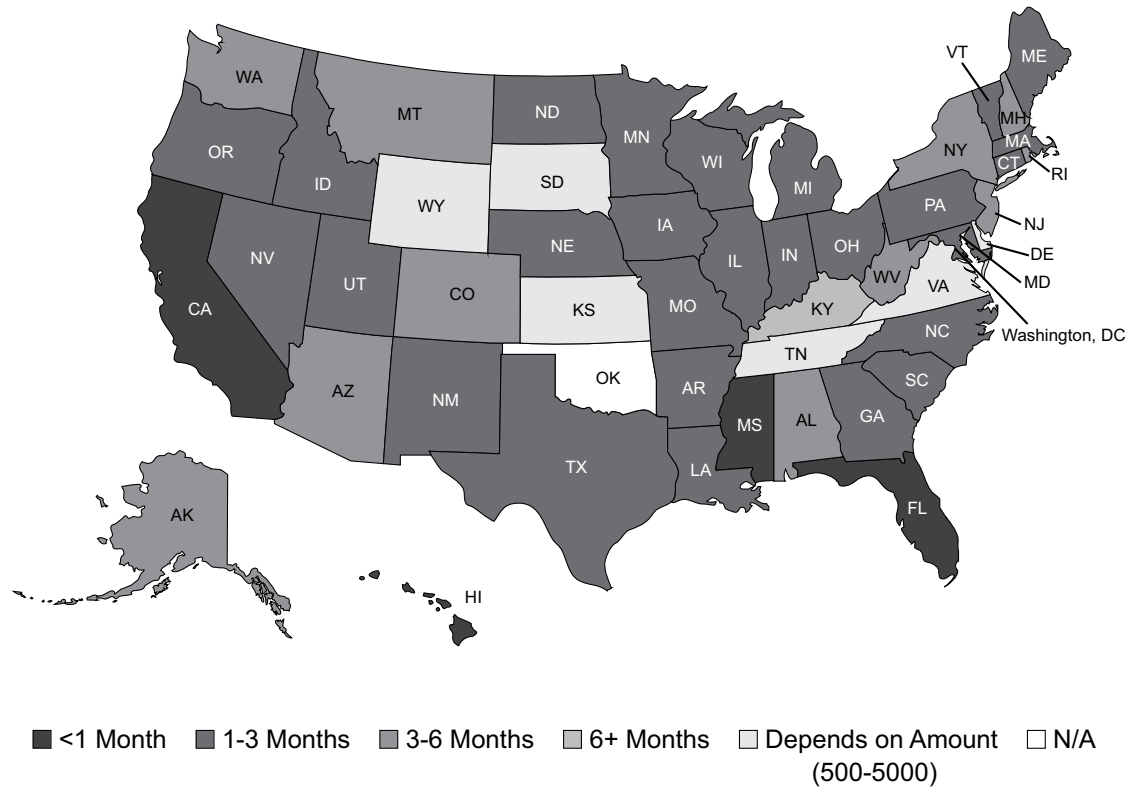 ME
VT
WA
MT
ND
MH
MN
MA
OR
NY
WI
CT
ID
SD
RI
MI
WY
PA
IA
NJ
NE
OH
NV
IL
IN
DE
UT
WV
MD
CO
VA
CA
MO
KS
KY
NC
Washington, DC
TN
OK
SC
AZ
AR
NM
GA
AL
MS
TX
LA
FL
AK
HI
<1 Month 1-3 Months 3-6 Months 6+ Months Depends on Amount N/A
(500-5000)